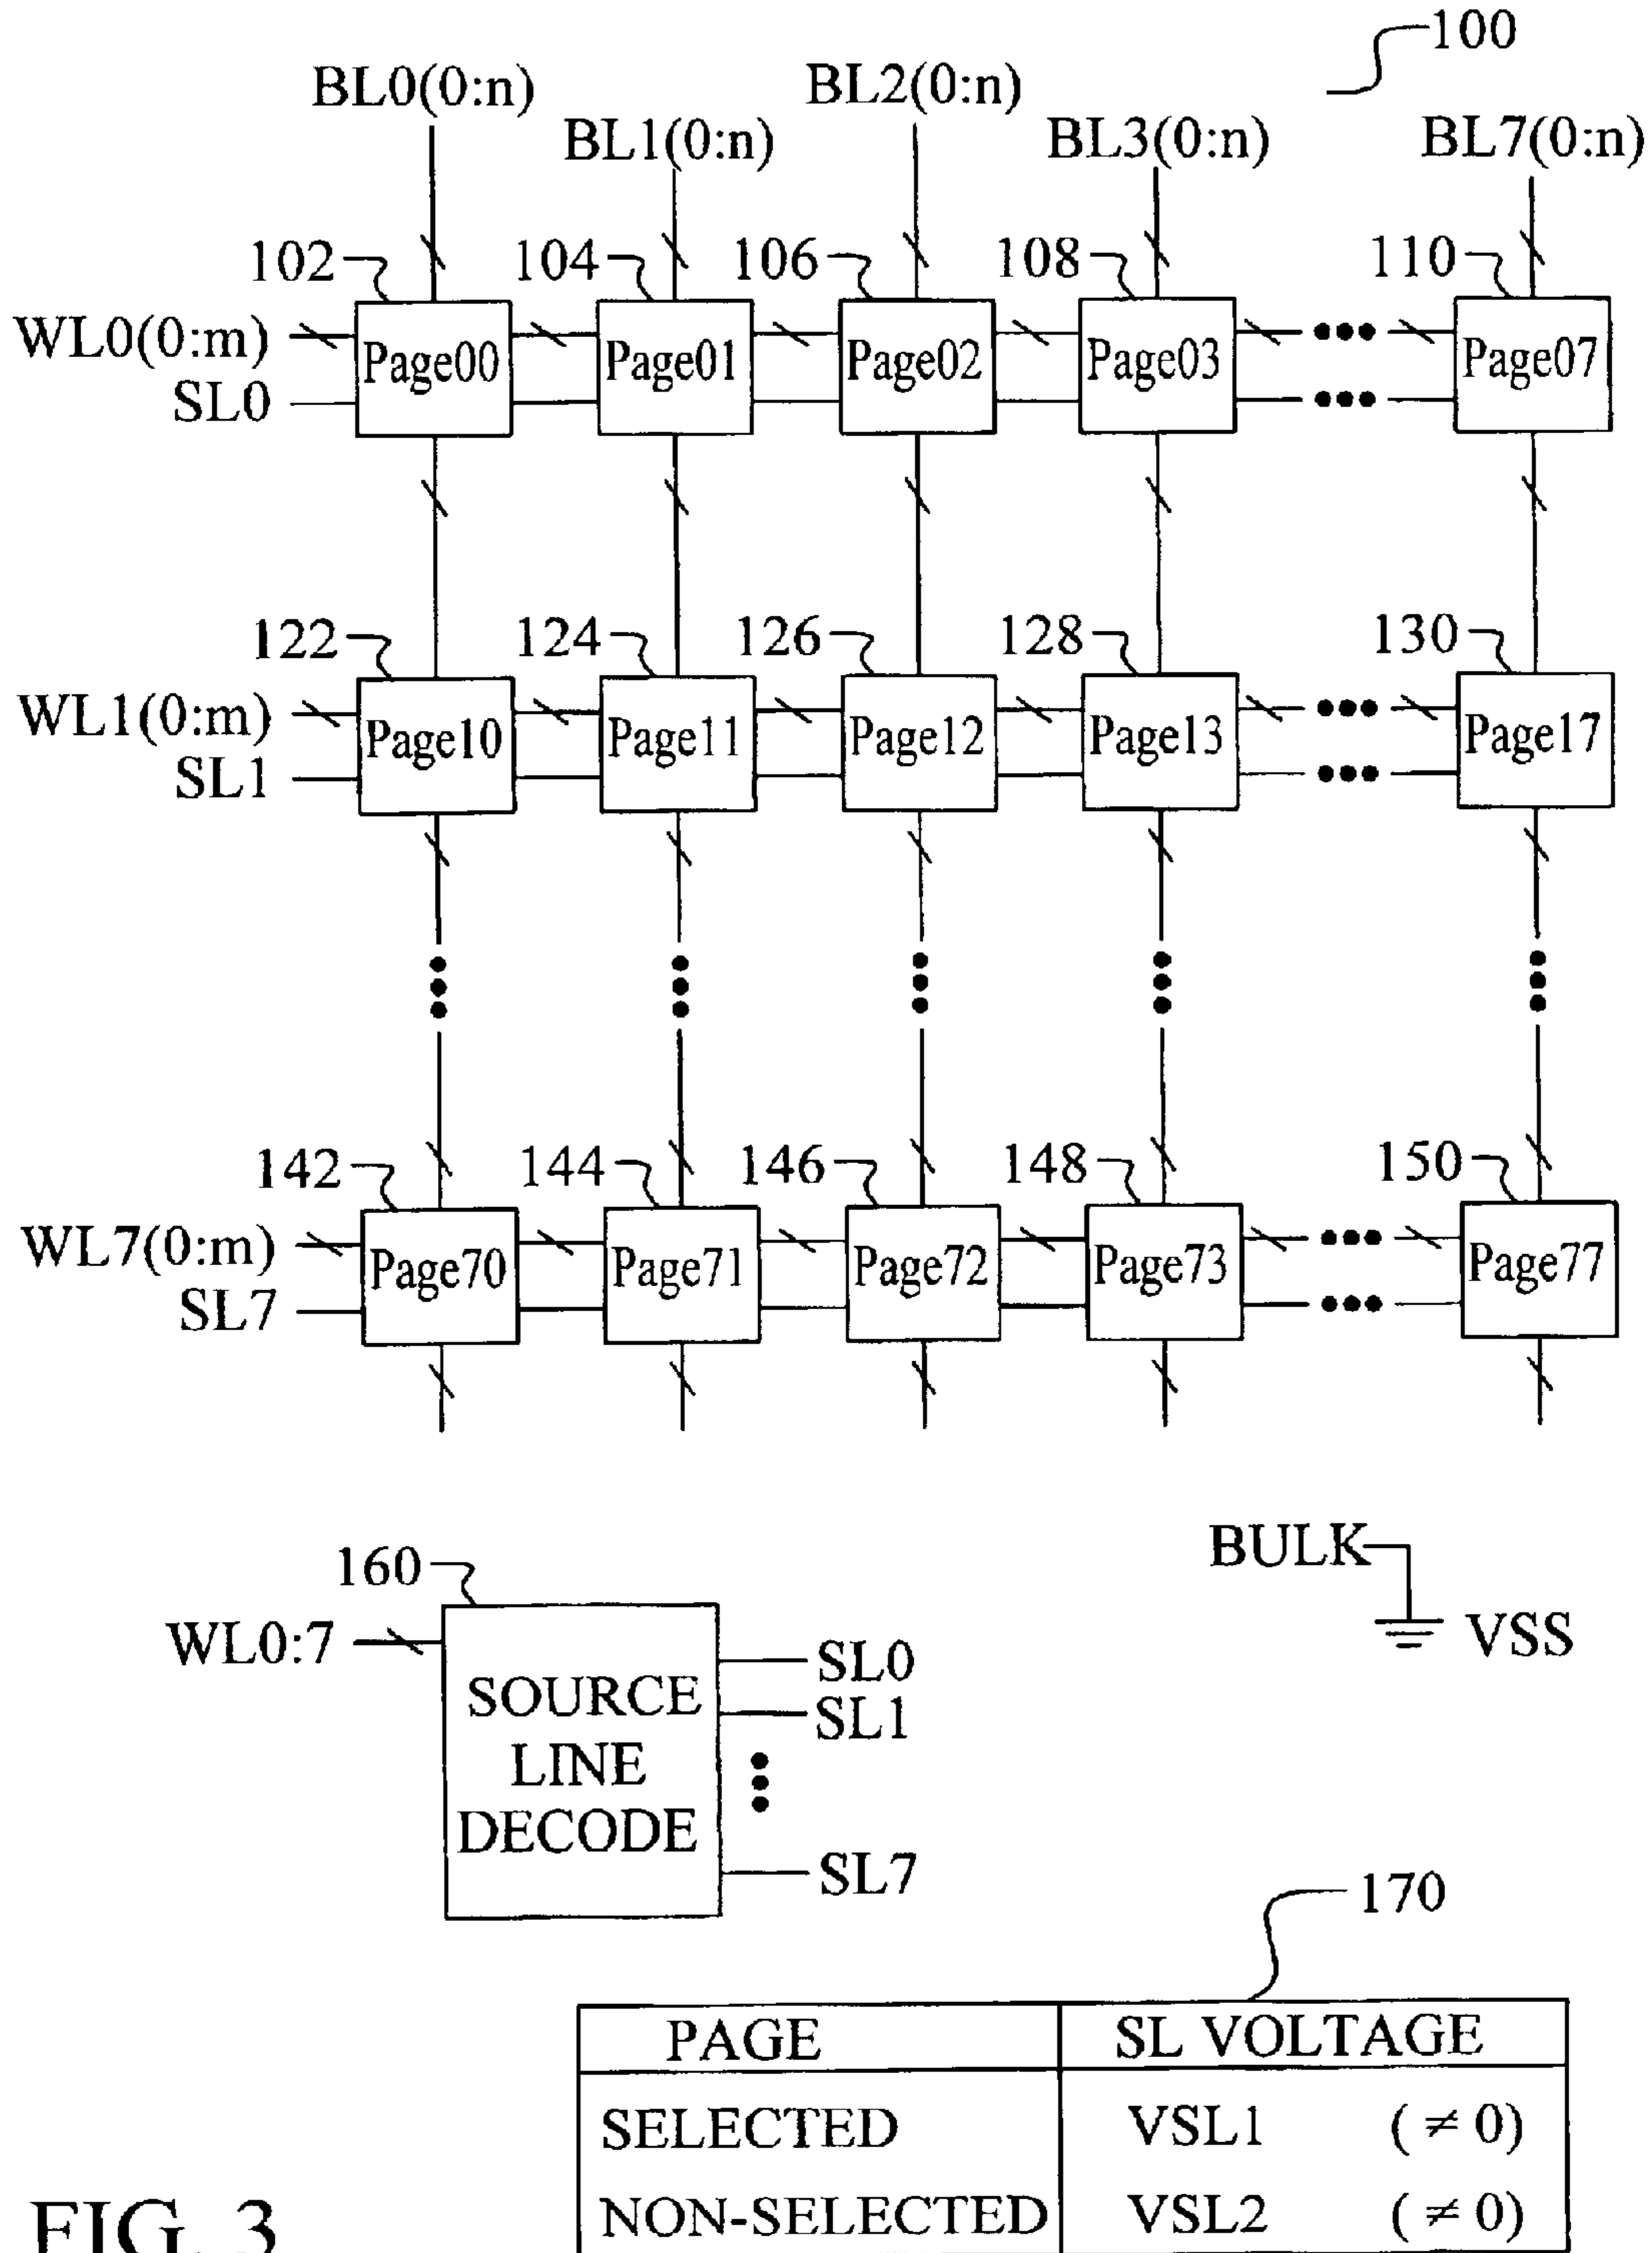 100
BL0(0:n)
BL2(0:n)
BL1(0:n)
BL3(0:n)
BL7(0:n)
102
104
106
108
110
WL0(0:m)
Page00
Page01
Page02
Page03
Page07
SL0
122
124
126
128
130
WL1(0:m)
Page10
Page11
Page12
Page13
Page17
SL1
142
144
146
148
150
WL7(0:m)
Page70
Page71
Page72
Page73
Page77
SL7
BULK
VSS
160
WL0:7
SOURCE
LINE
DECODE
SL0
SL1
SL7
170
PAGE SL VOLTAGE
SELECTED VSL1 ( ≠ 0)
NON-SELECTED VSL2 ( ≠ 0)
FIG. 3